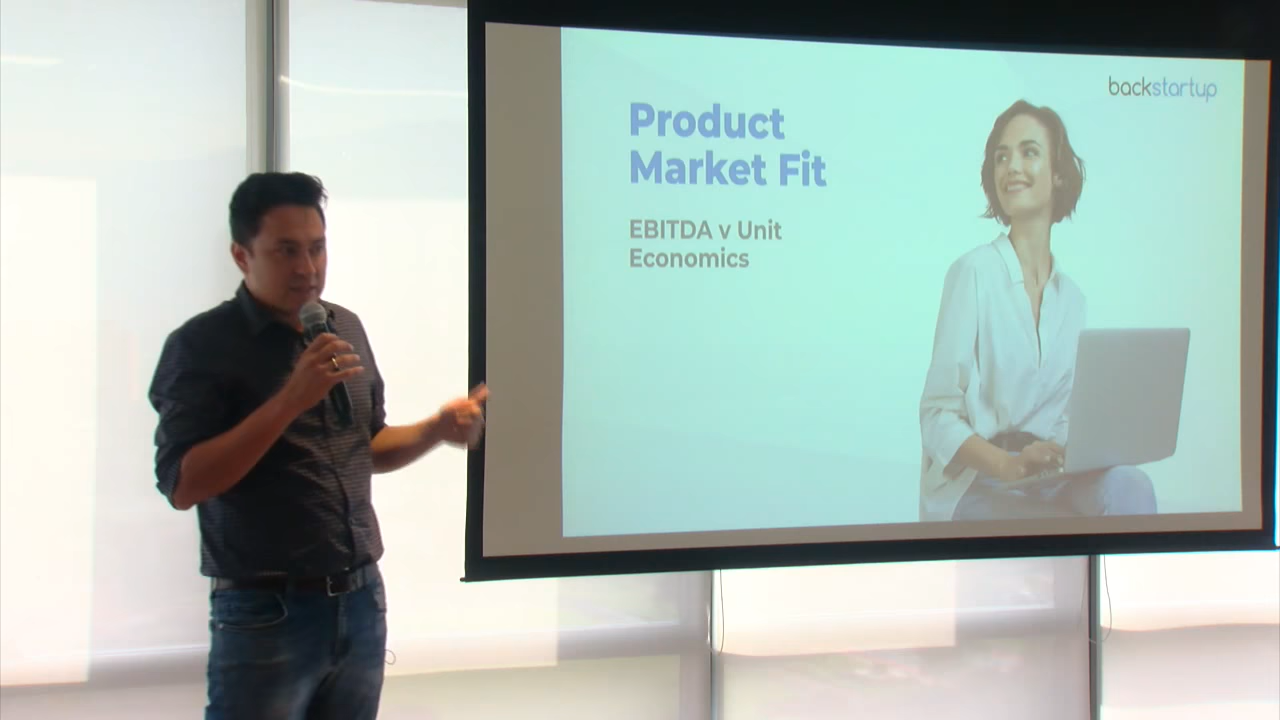 backstartup
Product
Market Fit
EBITDA v Unit
Economics